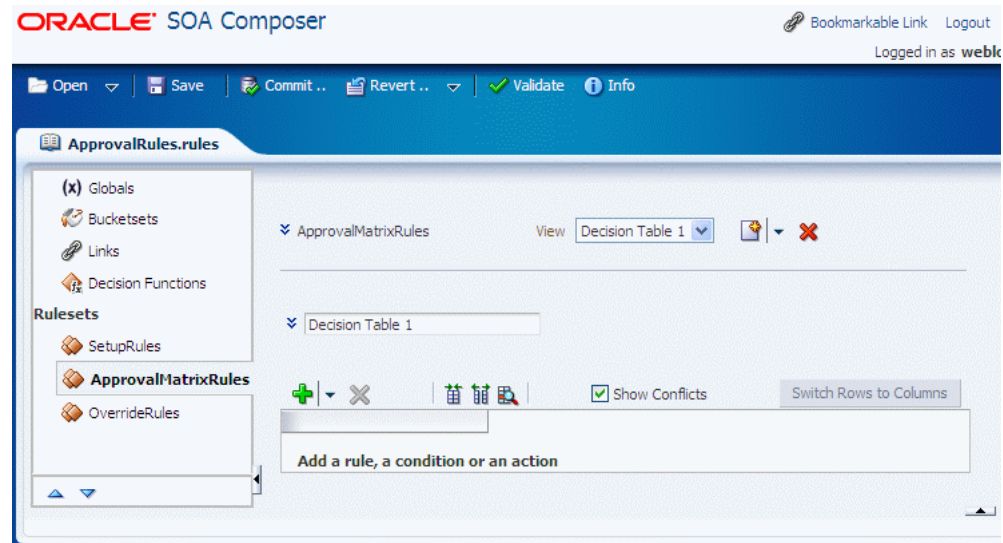 ORACLE SOA Composer
Bookmarkable Link Logout
Logged in as
Open Save Commit .. Revert .. Validate Info
ApprovalRules.rules
(x) Globals
Bucketsets
Links
Decision Functions
Rulesets
SetupRules
ApprovalMatrixRules
OverrideRules
ApprovalMatrixRules View Decision Table 1
Decision Table 1
Show Conflicts Switch Rows to Columns
Add a rule, a condition or an action